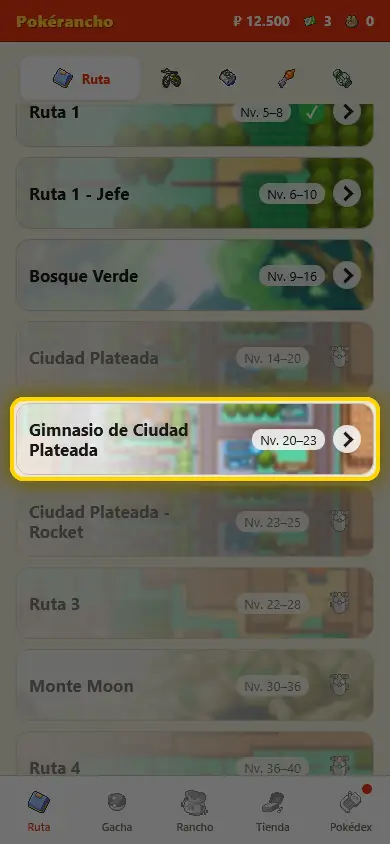 Pokérancho
₽ 12.500
3
0
Ruta
Ruta 1
Nv. 5–8
Ruta 1 - Jefe
Nv. 6–10
Bosque Verde
Nv. 9–16
Ciudad Plateada
Nv. 14–20
Gimnasio de Ciudad
Plateada
Nv. 20–23
Ciudad Plateada -
Rocket
Nv. 23–25
Ruta 3
Nv. 22–28
Monte Moon
Nv. 30–36
Ruta 4
Nv. 36–40
Ruta
Gacha
Rancho
Tienda
Pokédex